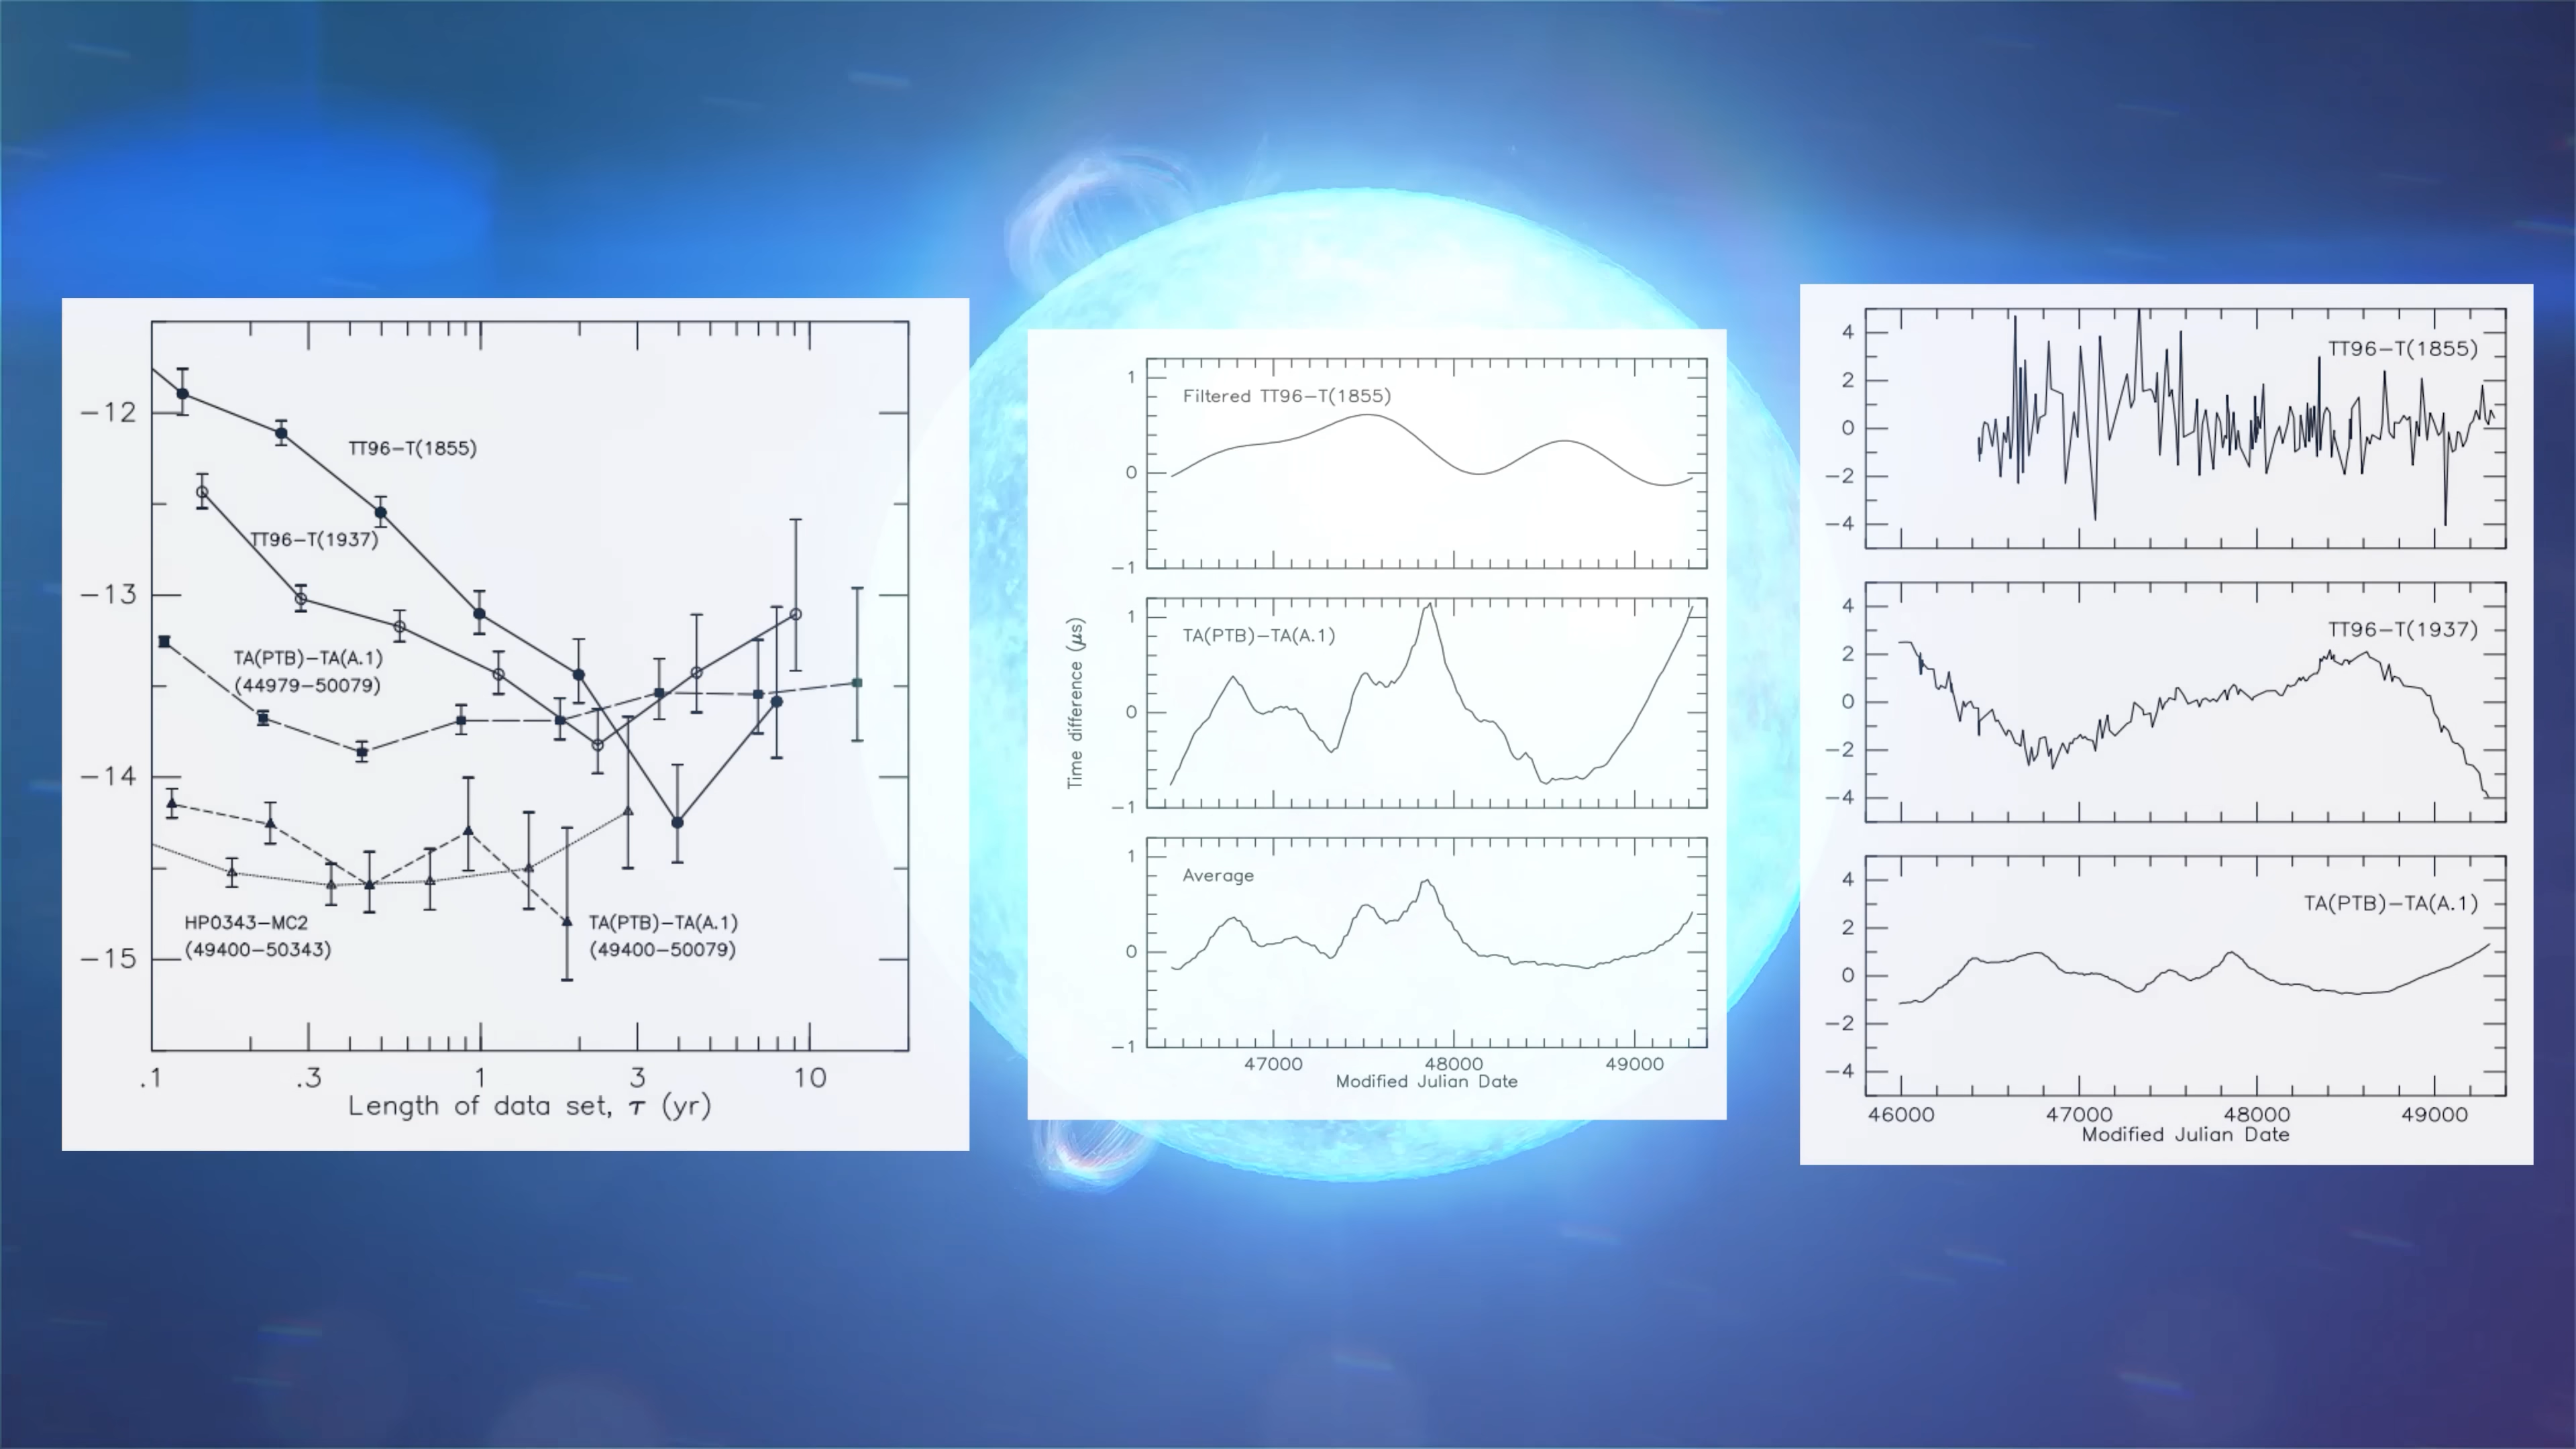 −12
−13
−14
−15
TT96−T(1855)
TT96−T(1937)
TA(PTB)−TA(A.1)
(44979−50079)
HP0343−MC2
(49400−50343)
TA(PTB)−TA(A.1)
(49400−50079)
.1 .3 1 3 10
Length of data set, τ (yr)
Time difference (μs)
1
0
−1
Filtered TT96−T(1855)
1
0
−1
TA(PTB)−TA(A.1)
1
0
−1
Average
47000 48000 49000
Modified Julian Date
4
2
0
−2
−4
TT96−T(1855)
4
2
0
−2
−4
TT96−T(1937)
4
2
0
−2
−4
TA(PTB)−TA(A.1)
46000 47000 48000 49000
Modified Julian Date